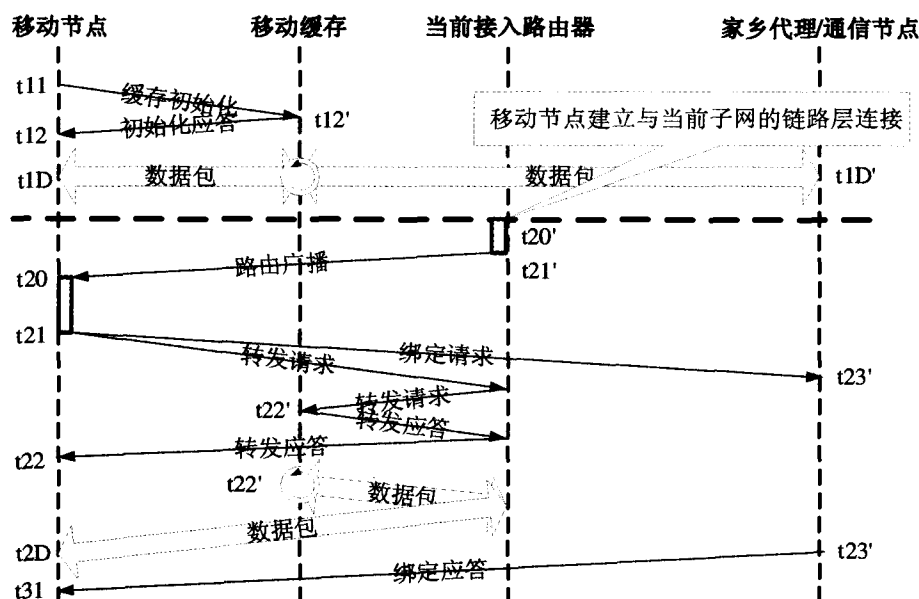 移动节点 移动缓存 当前接入路由器 家乡代理/通信节点
t11
缓存初始化
t12'
移动节点建立与当前子网的链路层连接
初始化应答
t12
t1D 数据包 数据包 t1D'
t20'
路由广播
t21'
t20
t21
转发请求 绑定请求
t23'
转发请求
t22'
转发应答
转发应答
t22
t22' 数据包
数据包
t2D t23'
绑定应答
t31